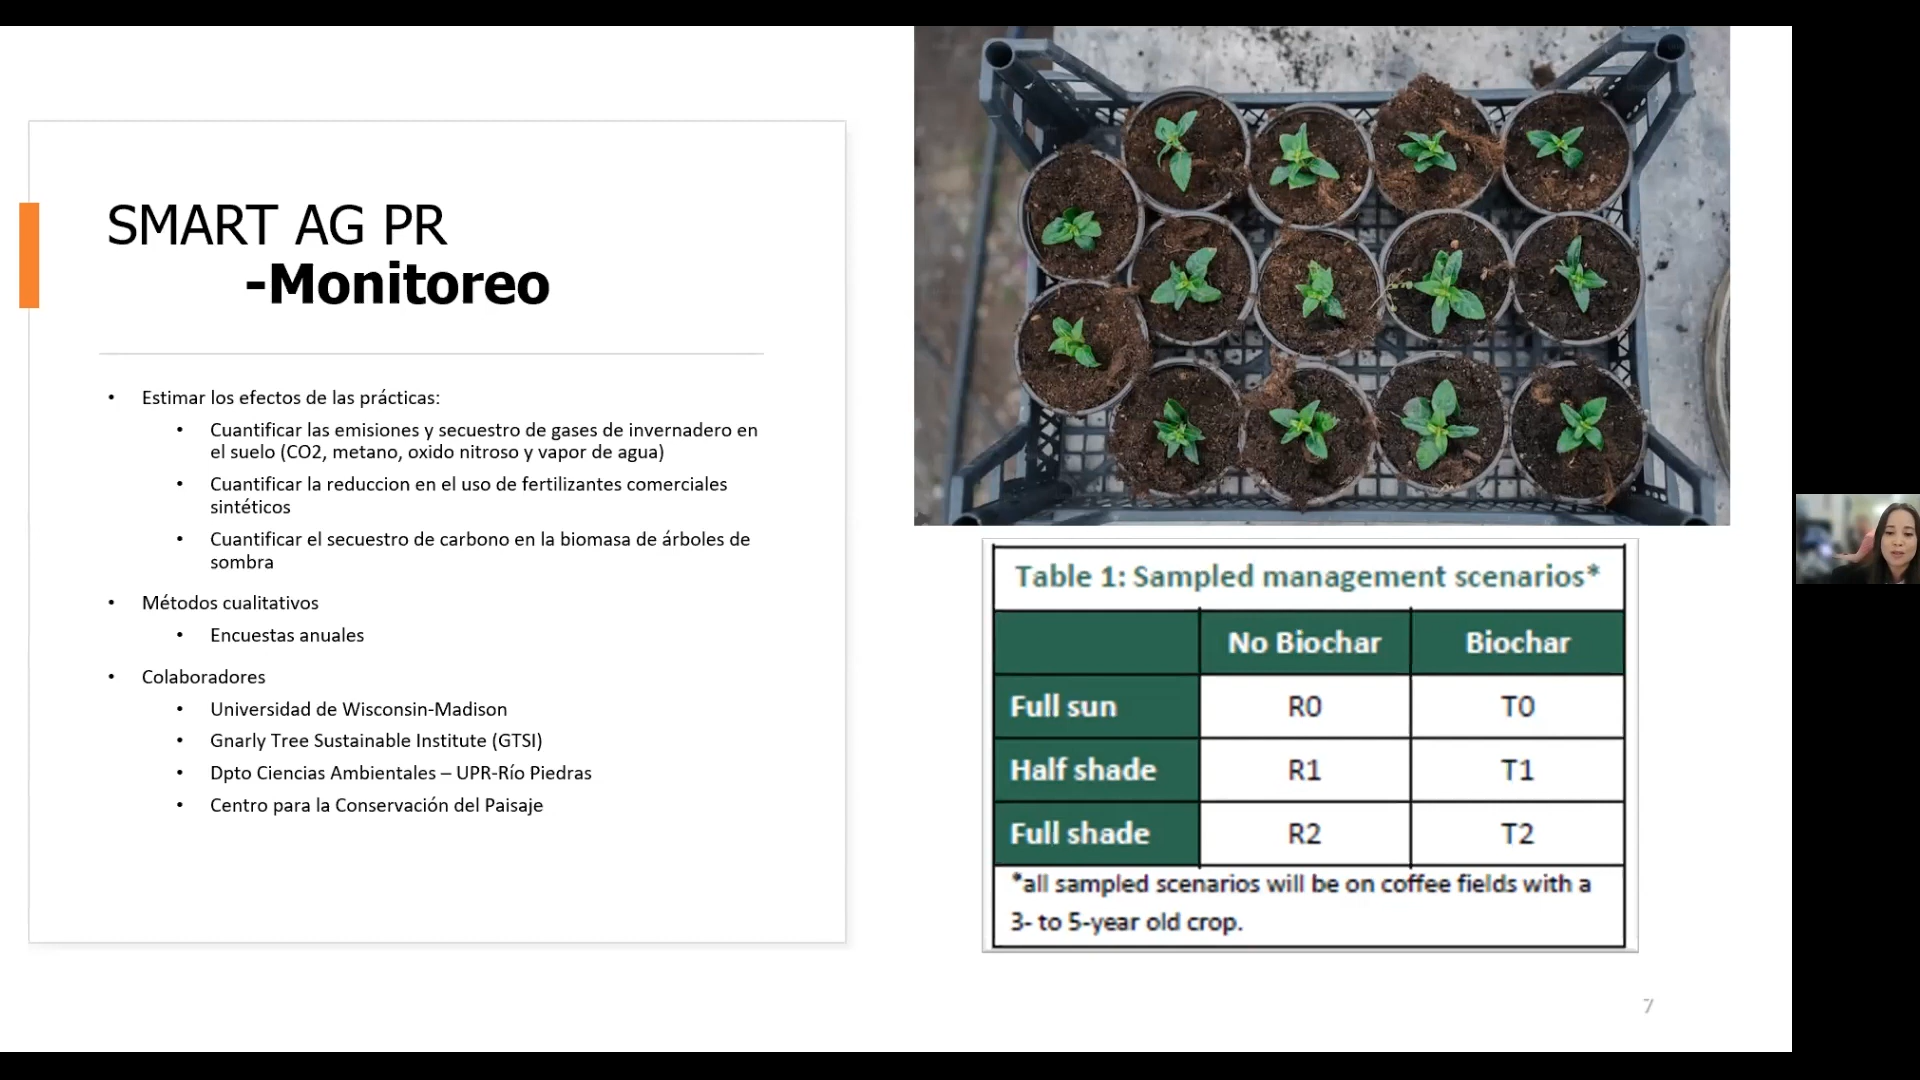 SMART AG PR
-Monitoreo
• Estimar los efectos de las prácticas:
• Cuantificar las emisiones y secuestro de gases de invernadero en
el suelo (CO2, metano, oxido nitroso y vapor de agua)
• Cuantificar la reduccion en el uso de fertilizantes comerciales
sintéticos
• Cuantificar el secuestro de carbono en la biomasa de árboles de
sombra
• Métodos cualitativos
• Encuestas anuales
• Colaboradores
• Universidad de Wisconsin-Madison
• Gnarly Tree Sustainable Institute (GTSI)
• Dpto Ciencias Ambientales – UPR-Río Piedras
• Centro para la Conservación del Paisaje
Table 1: Sampled management scenarios*
No Biochar Biochar
Full sun R0 T0
Half shade R1 T1
Full shade R2 T2
*all sampled scenarios will be on coffee fields with a
3- to 5-year old crop.
7